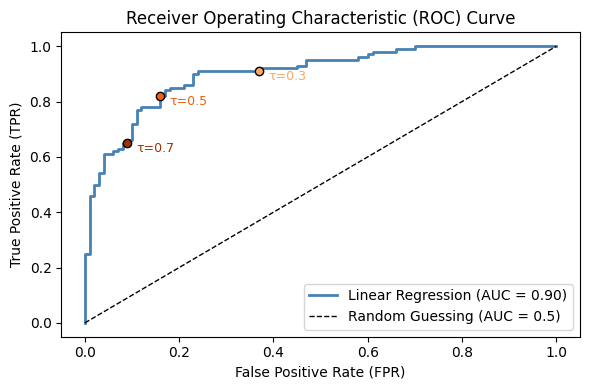 Receiver Operating Characteristic (ROC) Curve
True Positive Rate (TPR)
1.0
0.8
0.6
0.4
0.2
0.0
τ=0.3
τ=0.5
τ=0.7
Linear Regression (AUC = 0.90)
Random Guessing (AUC = 0.5)
0.0 0.2 0.4 0.6 0.8 1.0
False Positive Rate (FPR)